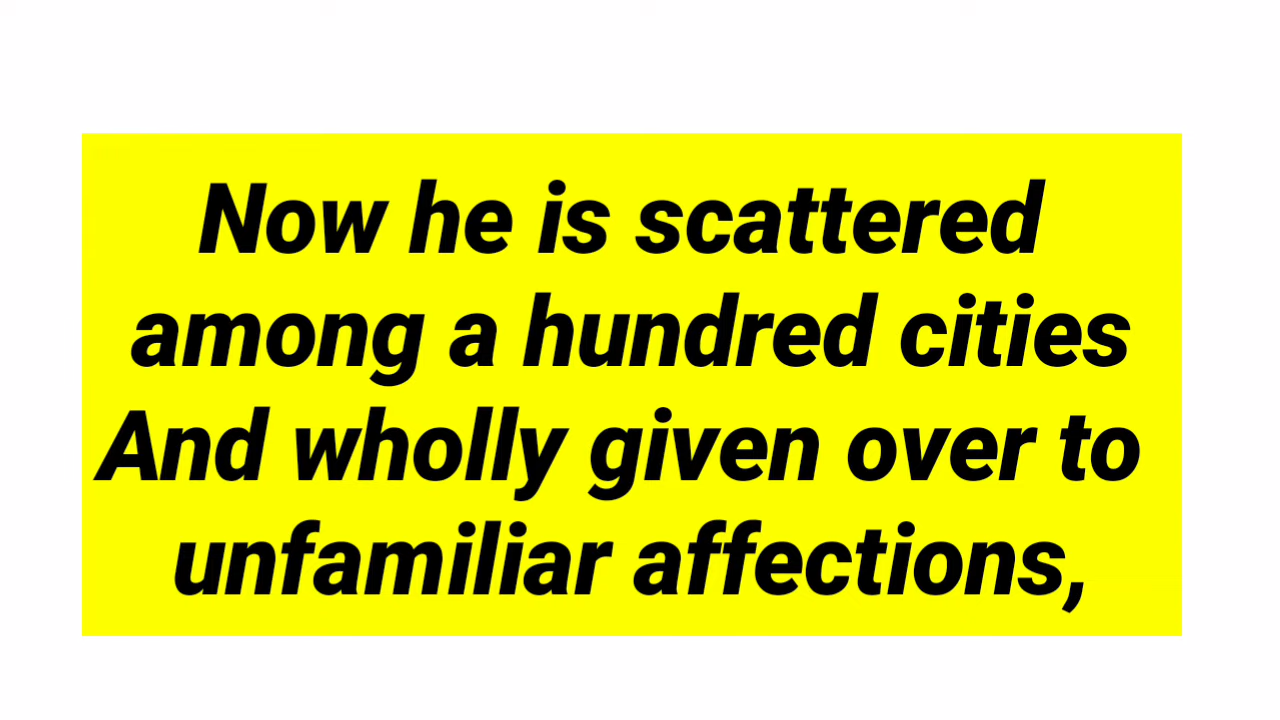 Now he is scattered
among a hundred cities
And wholly given over to
unfamiliar affections,